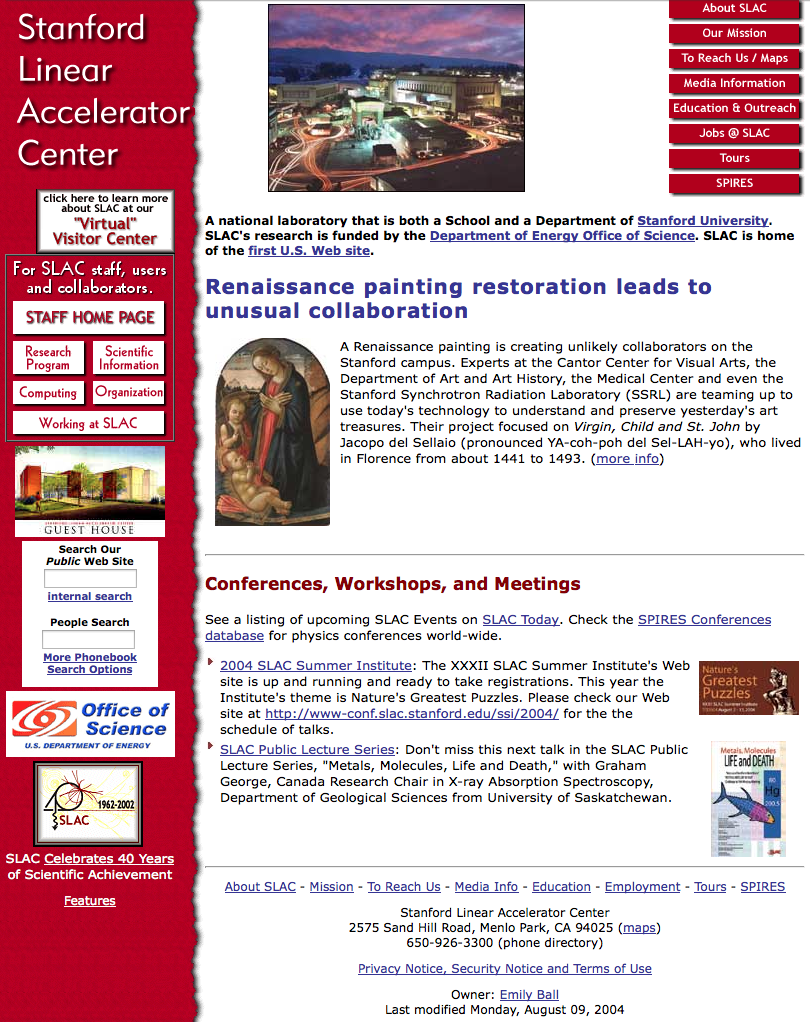 Stanford
Linear
Accelerator
Center
click here to learn more
about SLAC at our
"Virtual"
Visitor Center
For SLAC staff, users
and collaborators.
STAFF HOME PAGE
Research
Program
Scientific
Information
Computing
Organization
Working at SLAC
GUEST HOUSE
Search Our
Public Web Site
internal search
People Search
More Phonebook
Search Options
Office of
Science
U.S. DEPARTMENT OF ENERGY
1962-2002
SLAC
SLAC Celebrates 40 Years
of Scientific Achievement
Features
About SLAC
Our Mission
To Reach Us / Maps
Media Information
Education & Outreach
Jobs @ SLAC
Tours
SPIRES
A national laboratory that is both a School and a Department of Stanford University.
SLAC's research is funded by the Department of Energy Office of Science. SLAC is home
of the first U.S. Web site.
Renaissance painting restoration leads to
unusual collaboration
A Renaissance painting is creating unlikely collaborators on the
Stanford campus. Experts at the Cantor Center for Visual Arts, the
Department of Art and Art History, the Medical Center and even the
Stanford Synchrotron Radiation Laboratory (SSRL) are teaming up to
use today's technology to understand and preserve yesterday's art
treasures. Their project focused on Virgin, Child and St. John by
Jacopo del Sellaio (pronounced YA-coh-poh del Sel-LAH-yo), who lived
in Florence from about 1441 to 1493. (more info)
Conferences, Workshops, and Meetings
See a listing of upcoming SLAC Events on SLAC Today. Check the SPIRES Conferences
database for physics conferences world-wide.
2004 SLAC Summer Institute: The XXXII SLAC Summer Institute's Web
site is up and running and ready to take registrations. This year the
Institute's theme is Nature's Greatest Puzzles. Please check our Web
site at http://www-conf.slac.stanford.edu/ssi/2004/ for the the
schedule of talks.
Nature's
Greatest
Puzzles
SLAC Public Lecture Series: Don't miss this next talk in the SLAC Public
Lecture Series, "Metals, Molecules, Life and Death," with Graham
George, Canada Research Chair in X-ray Absorption Spectroscopy,
Department of Geological Sciences from University of Saskatchewan.
Metals, Molecules
LIFE and DEATH
80
Hg
200.5
About SLAC - Mission - To Reach Us - Media Info - Education - Employment - Tours - SPIRES
Stanford Linear Accelerator Center
2575 Sand Hill Road, Menlo Park, CA 94025 (maps)
650-926-3300 (phone directory)
Privacy Notice, Security Notice and Terms of Use
Owner: Emily Ball
Last modified Monday, August 09, 2004